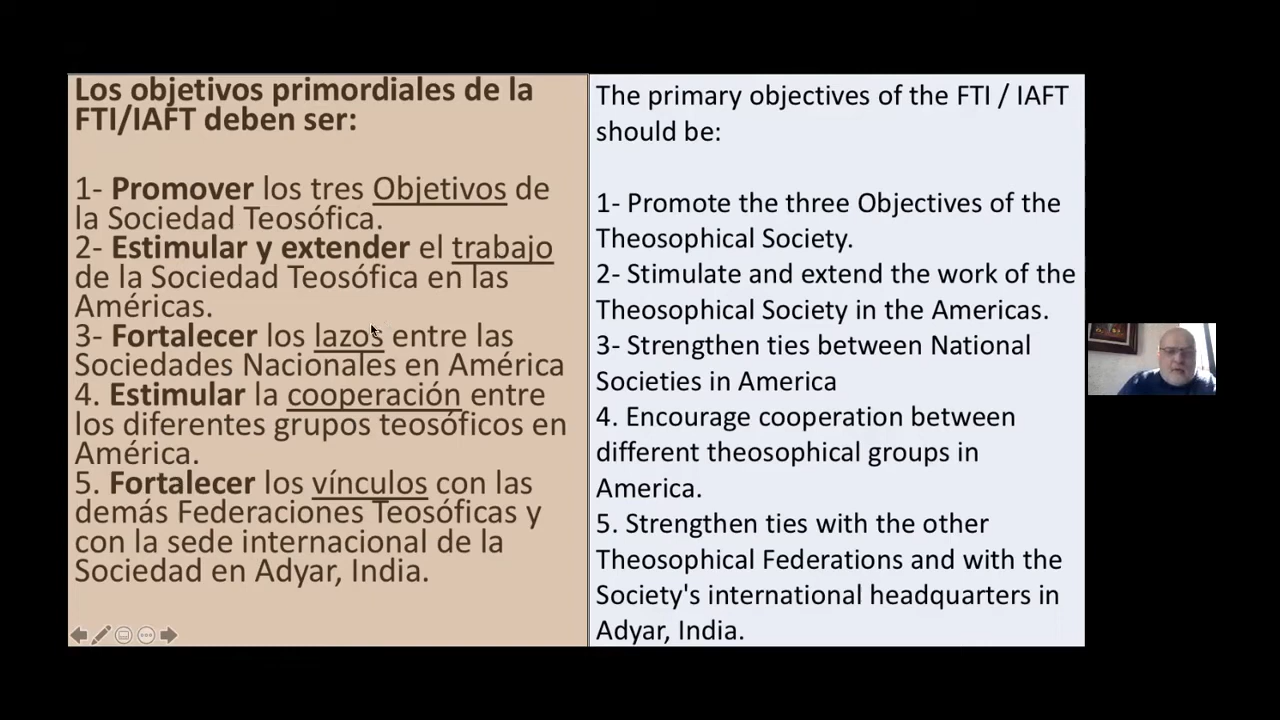 Los objetivos primordiales de la
FTI/IAFT deben ser:
1- Promover los tres Objetivos de
la Sociedad Teosófica.
2- Estimular y extender el trabajo
de la Sociedad Teosófica en las
Américas.
3- Fortalecer los lazos entre las
Sociedades Nacionales en América
4. Estimular la cooperación entre
los diferentes grupos teosóficos en
América.
5. Fortalecer los vínculos con las
demás Federaciones Teosóficas y
con la sede internacional de la
Sociedad en Adyar, India.
The primary objectives of the FTI / IAFT
should be:
1- Promote the three Objectives of the
Theosophical Society.
2- Stimulate and extend the work of the
Theosophical Society in the Americas.
3- Strengthen ties between National
Societies in America
4. Encourage cooperation between
different theosophical groups in
America.
5. Strengthen ties with the other
Theosophical Federations and with the
Society's international headquarters in
Adyar, India.